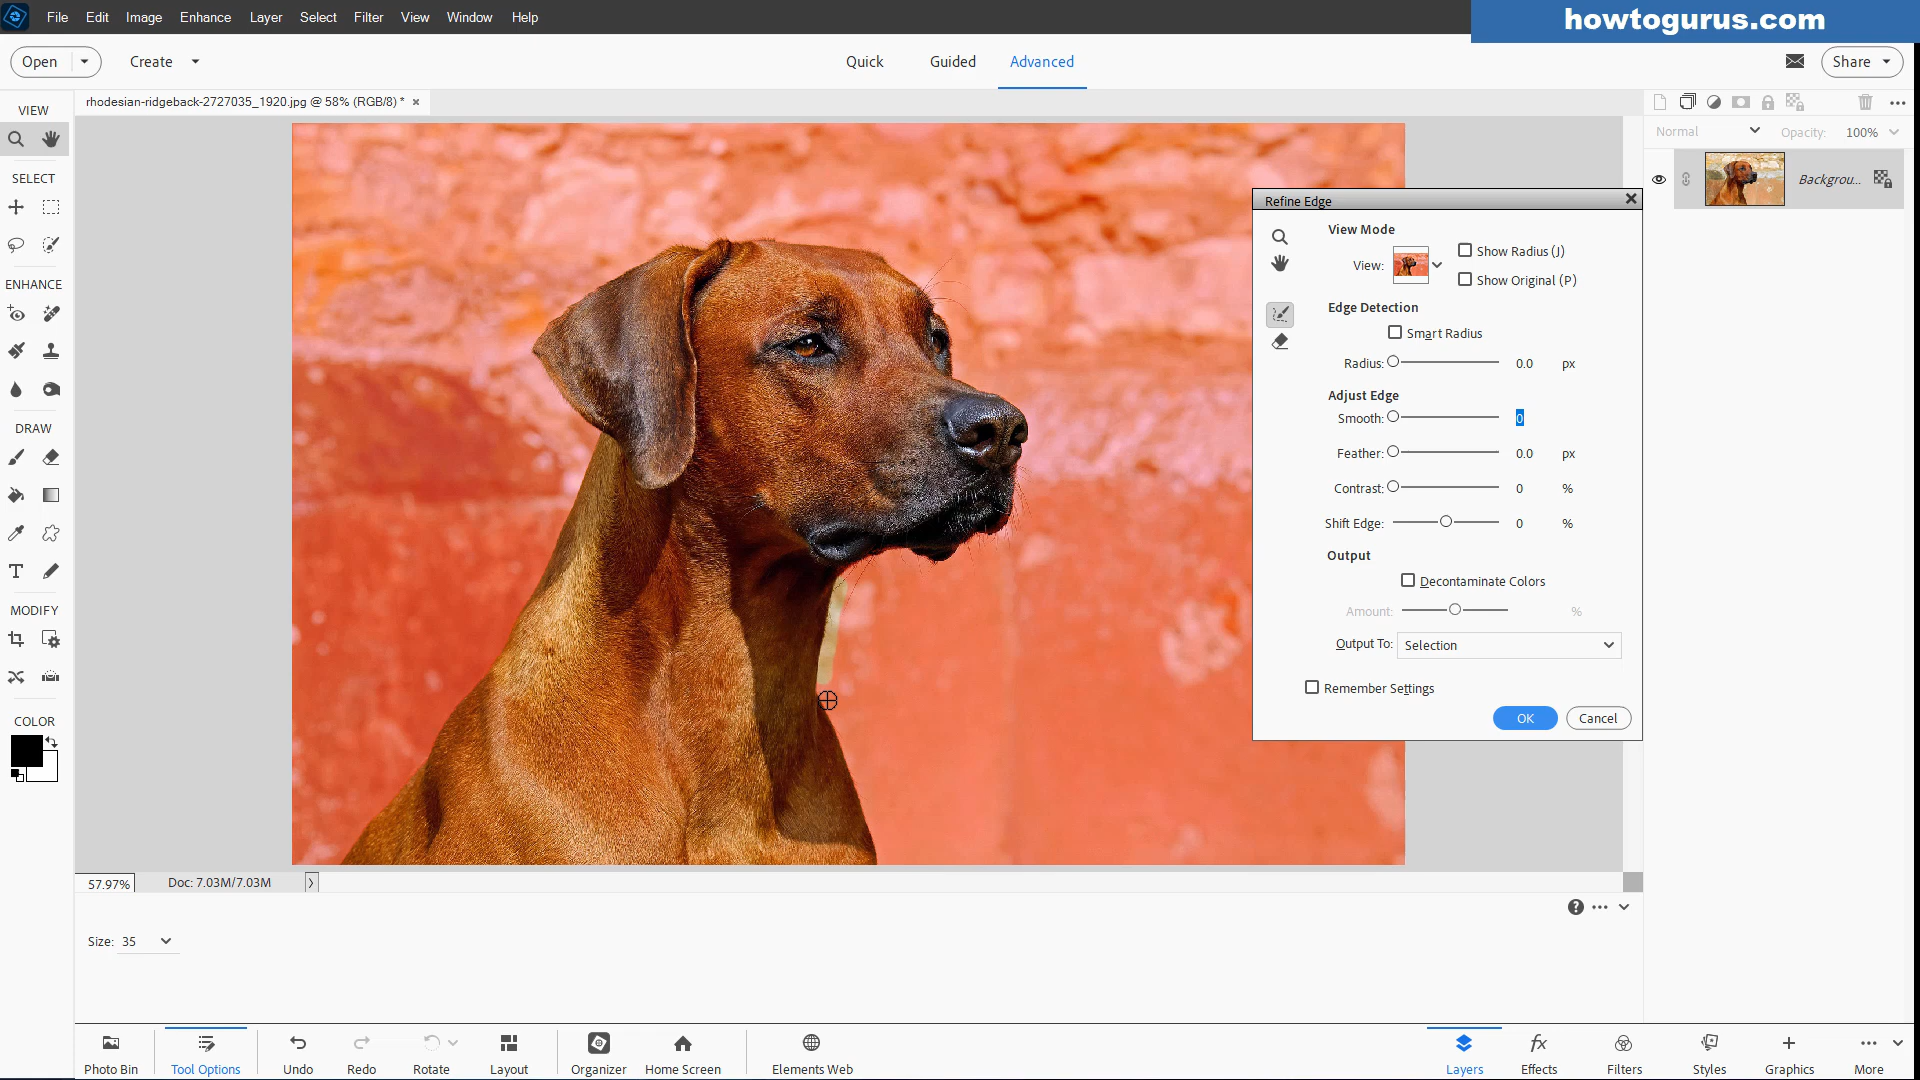 File Edit Image Enhance Layer Select Filter View Window Help
howtogurus.com
Open Create Quick Guided Advanced Share
VIEW
rhodesian-ridgeback-2727035_1920.jpg @ 58% (RGB/8) * ×
Normal Opacity: 100%
SELECT
Backgrou...
Refine Edge
View Mode
View:
Show Radius (J)
Show Original (P)
ENHANCE
Edge Detection
Smart Radius
Radius: 0.0 px
Adjust Edge
Smooth: 0
DRAW
Feather: 0.0 px
Contrast: 0 %
Shift Edge: 0 %
Output
Decontaminate Colors
MODIFY
Amount: %
Output To: Selection
Remember Settings
COLOR
OK Cancel
57.97% Doc: 7.03M/7.03M
Size: 35
Photo Bin Tool Options Undo Redo Rotate Layout Organizer Home Screen Elements Web Layers Effects Filters Styles Graphics More